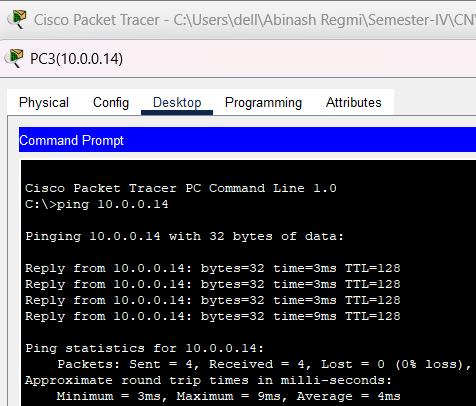 Cisco Packet Tracer - C:\Users\dell\Abinash Regmi\Semester-IV\CN
PC3(10.0.0.14)
Physical Config Desktop Programming Attributes
Command Prompt
Cisco Packet Tracer PC Command Line 1.0
C:\>ping 10.0.0.14
Pinging 10.0.0.14 with 32 bytes of data:
Reply from 10.0.0.14: bytes=32 time=3ms TTL=128
Reply from 10.0.0.14: bytes=32 time=3ms TTL=128
Reply from 10.0.0.14: bytes=32 time=3ms TTL=128
Reply from 10.0.0.14: bytes=32 time=9ms TTL=128
Ping statistics for 10.0.0.14:
Packets: Sent = 4, Received = 4, Lost = 0 (0% loss),
Approximate round trip times in milli-seconds:
Minimum = 3ms, Maximum = 9ms, Average = 4ms